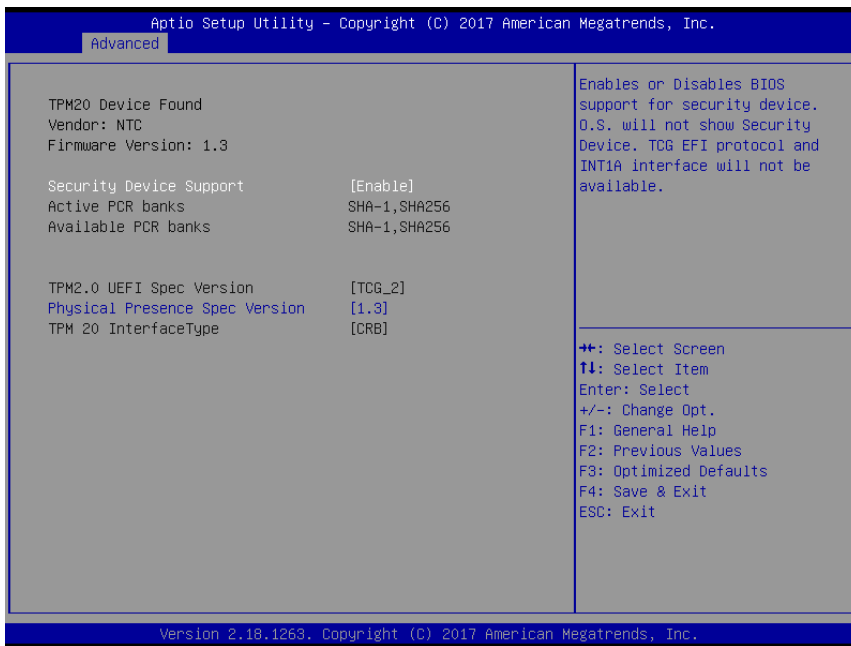 Aptio Setup Utility – Copyright (C) 2017 American Megatrends, Inc.
Advanced
TPM20 Device Found
Vendor: NTC
Firmware Version: 1.3
Security Device Support [Enable]
Active PCR banks SHA-1,SHA256
Available PCR banks SHA-1,SHA256
TPM2.0 UEFI Spec Version [TCG_2]
Physical Presence Spec Version [1.3]
TPM 20 InterfaceType [CRB]
Enables or Disables BIOS
support for security device.
O.S. will not show Security
Device. TCG EFI protocol and
INT1A interface will not be
available.
→←: Select Screen
↑↓: Select Item
Enter: Select
+/-: Change Opt.
F1: General Help
F2: Previous Values
F3: Optimized Defaults
F4: Save & Exit
ESC: Exit
Version 2.18.1263. Copyright (C) 2017 American Megatrends, Inc.